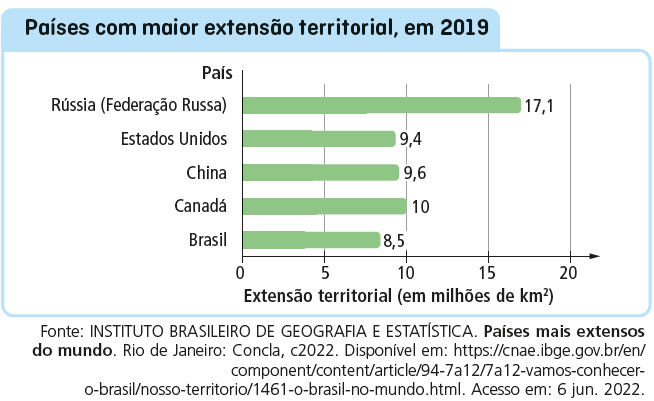 Países com maior extensão territorial, em 2019
País
Rússia (Federação Russa) 17,1
Estados Unidos 9,4
China 9,6
Canadá 10
Brasil 8,5
0 5 10 15 20
Extensão territorial (em milhões de km²)
Fonte: INSTITUTO BRASILEIRO DE GEOGRAFIA E ESTATÍSTICA. Países mais extensos
do mundo. Rio de Janeiro: Concla, c2022. Disponível em: https://cnae.ibge.gov.br/en/
component/content/article/94-7a12/7a12-vamos-conhecer-
o-brasil/nosso-territorio/1461-o-brasil-no-mundo.html. Acesso em: 6 jun. 2022.